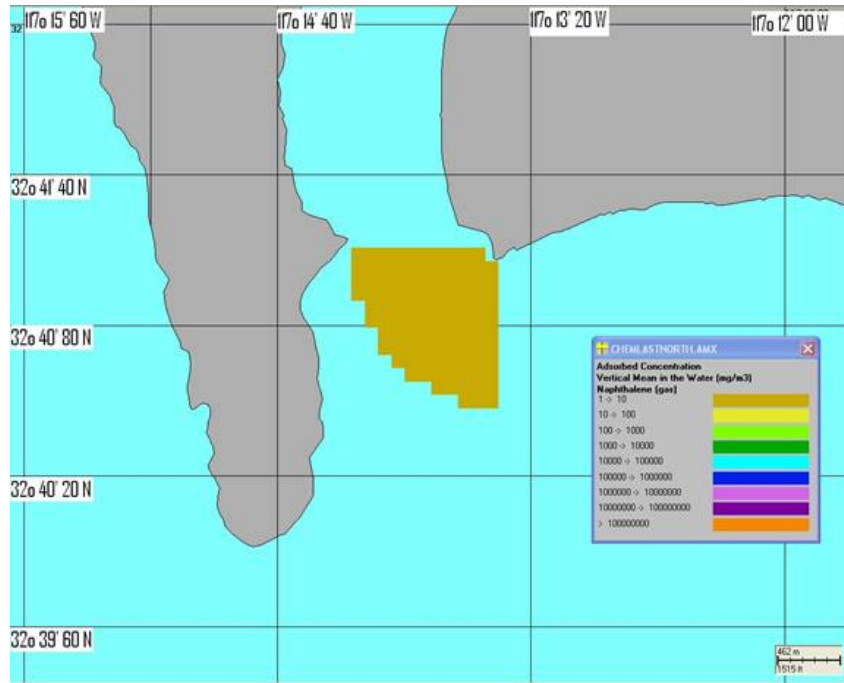 117o 15' 60 W
117o 14' 40 W
117o 13' 20 W
117o 12' 00 W
32
32o 41' 40 N
32o 40' 80 N
32o 40' 20 N
32o 39' 60 N
CHEMLASTNORTH.AMX
Adsorbed Concentration
Vertical Mean in the Water (mg/m3)
Naphthalene (gas)
1 -> 10
10 -> 100
100 -> 1000
1000 -> 10000
10000 -> 100000
100000 -> 1000000
1000000 -> 10000000
10000000 -> 100000000
> 100000000
462 m
1515 ft